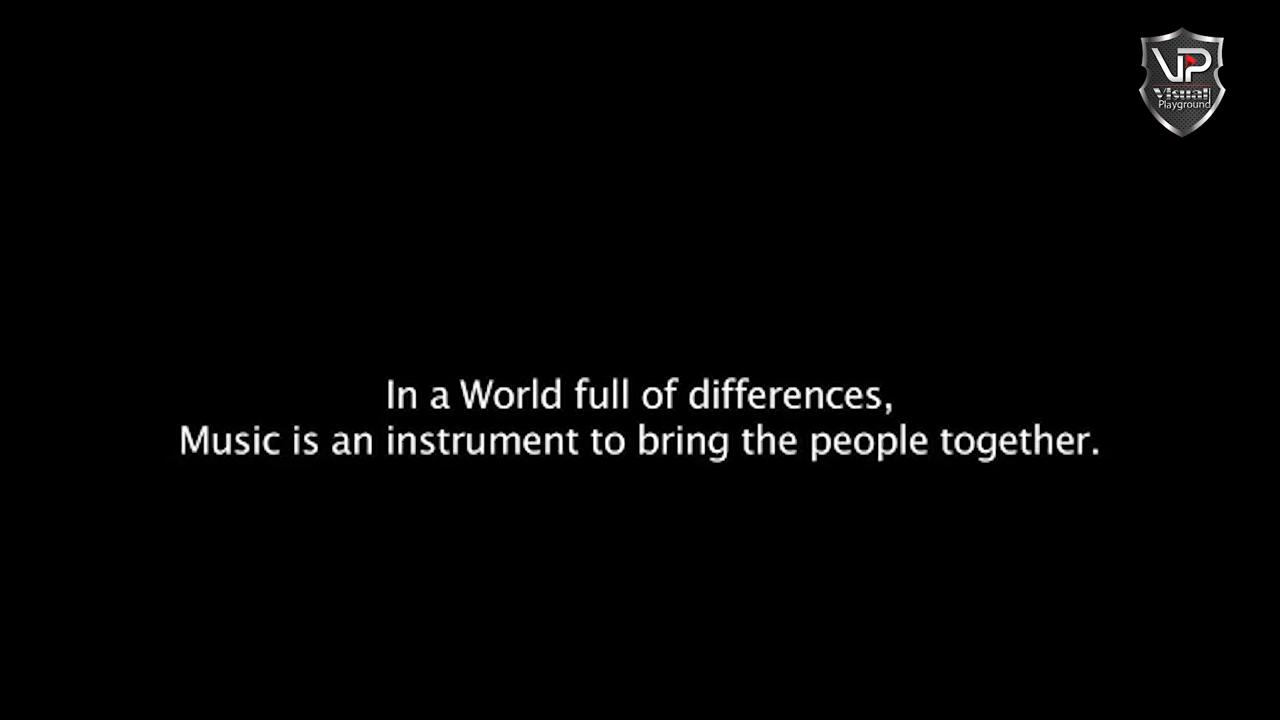 VP
Visual
Playground
In a World full of differences,
Music is an instrument to bring the people together.